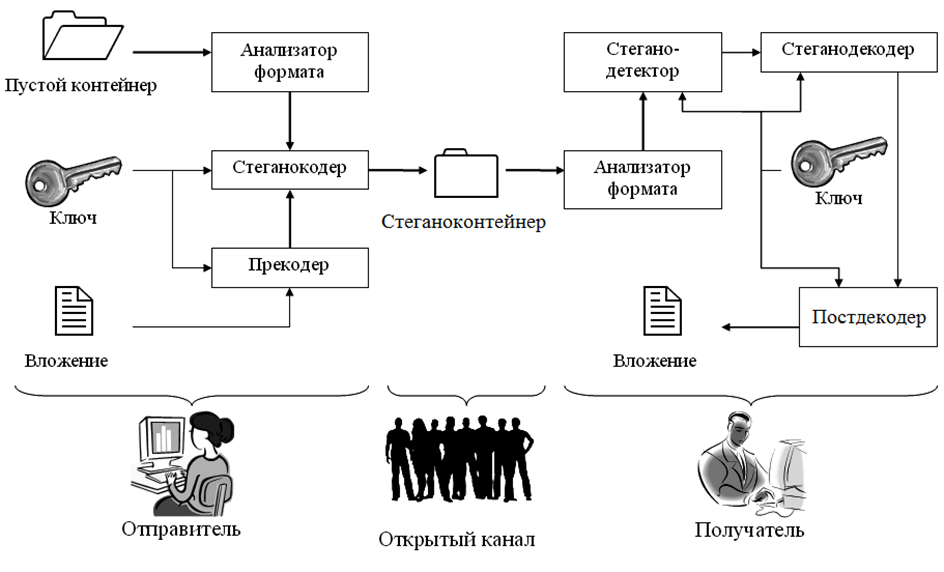 Пустой контейнер
Анализатор
формата
Ключ
Стеганокодер
Прекодер
Вложение
Стеганоконтейнер
Стегано-
детектор
Стеганодекодер
Анализатор
формата
Ключ
Постдекодер
Вложение
Отправитель
Открытый канал
Получатель